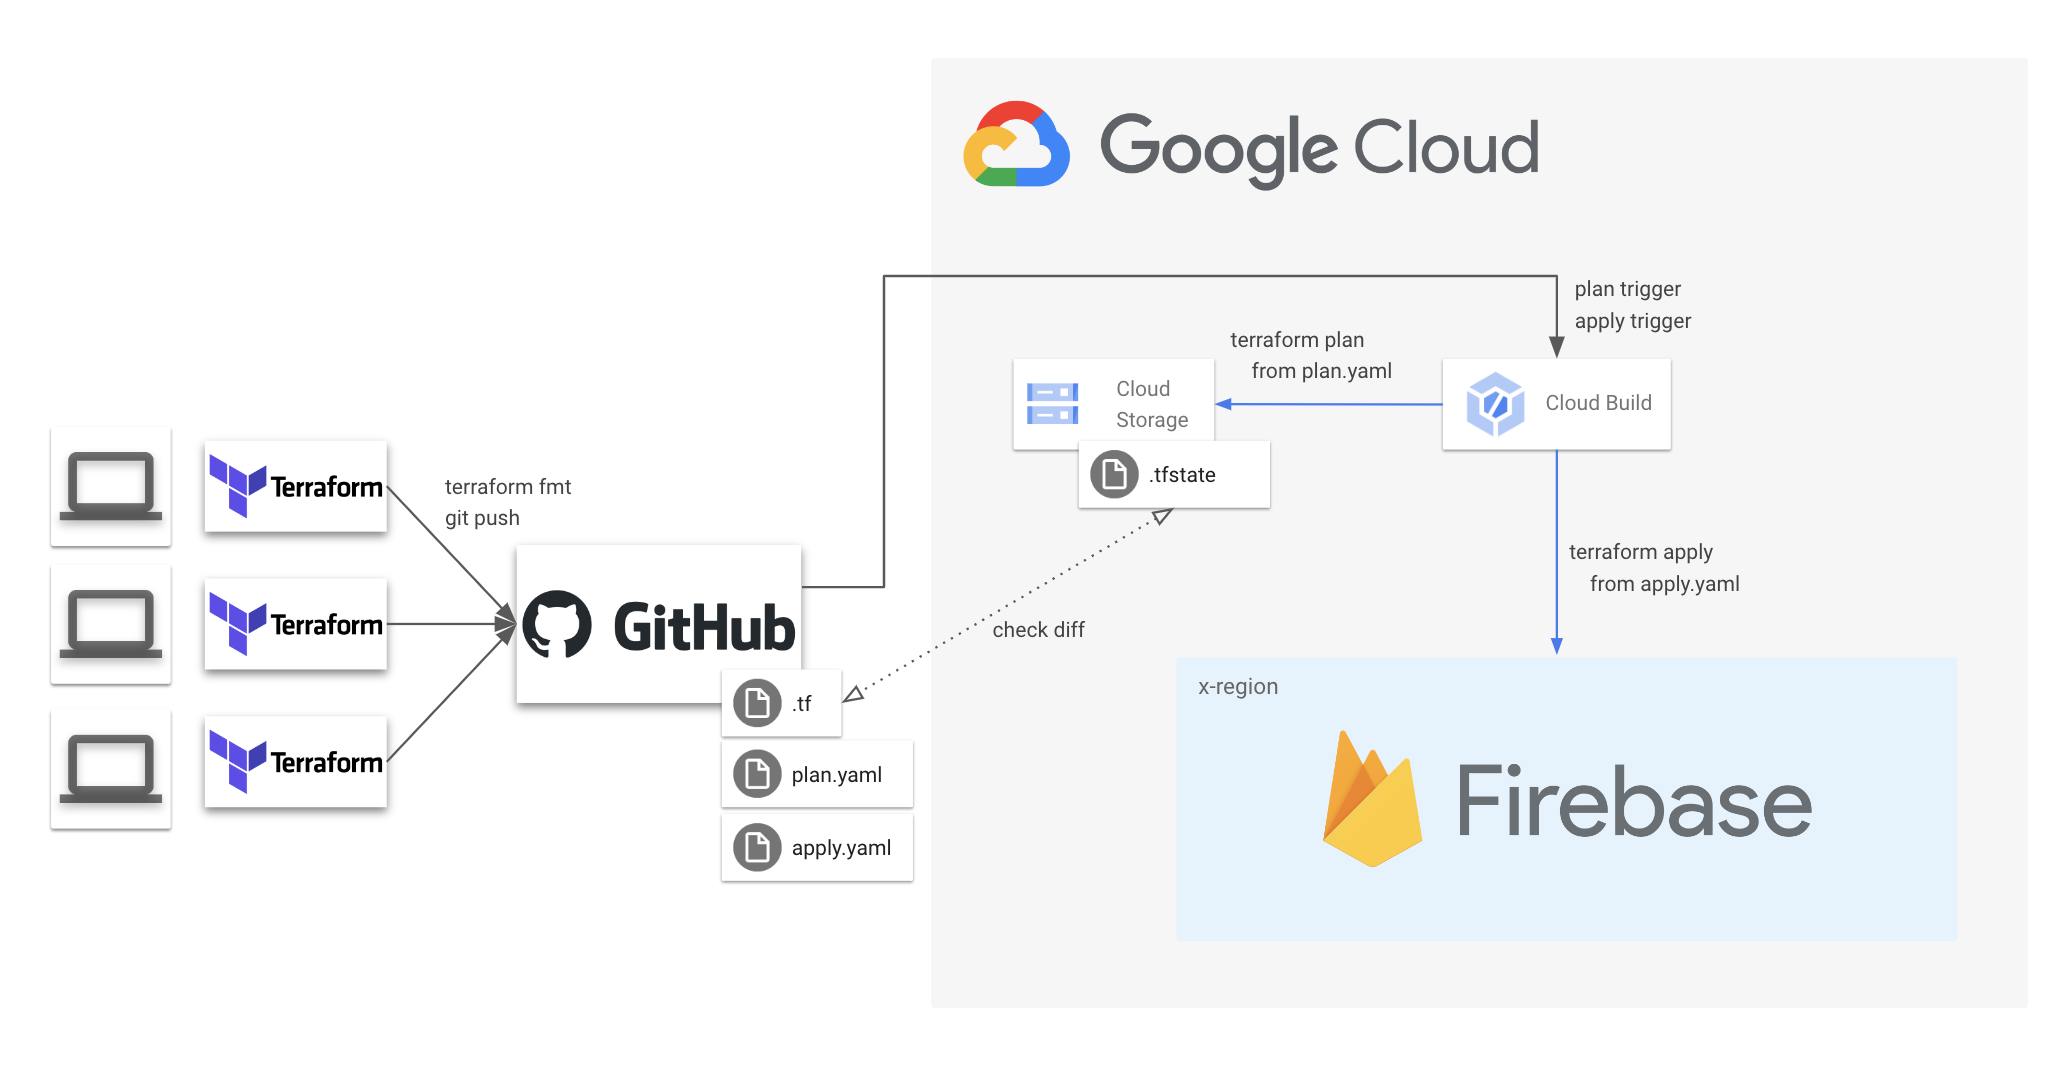 Google Cloud
plan trigger
apply trigger
terraform plan
from plan.yaml
Cloud
Storage
Cloud Build
.tfstate
Terraform
terraform fmt
git push
Terraform
Terraform
GitHub
.tf
plan.yaml
apply.yaml
check diff
terraform apply
from apply.yaml
x-region
Firebase